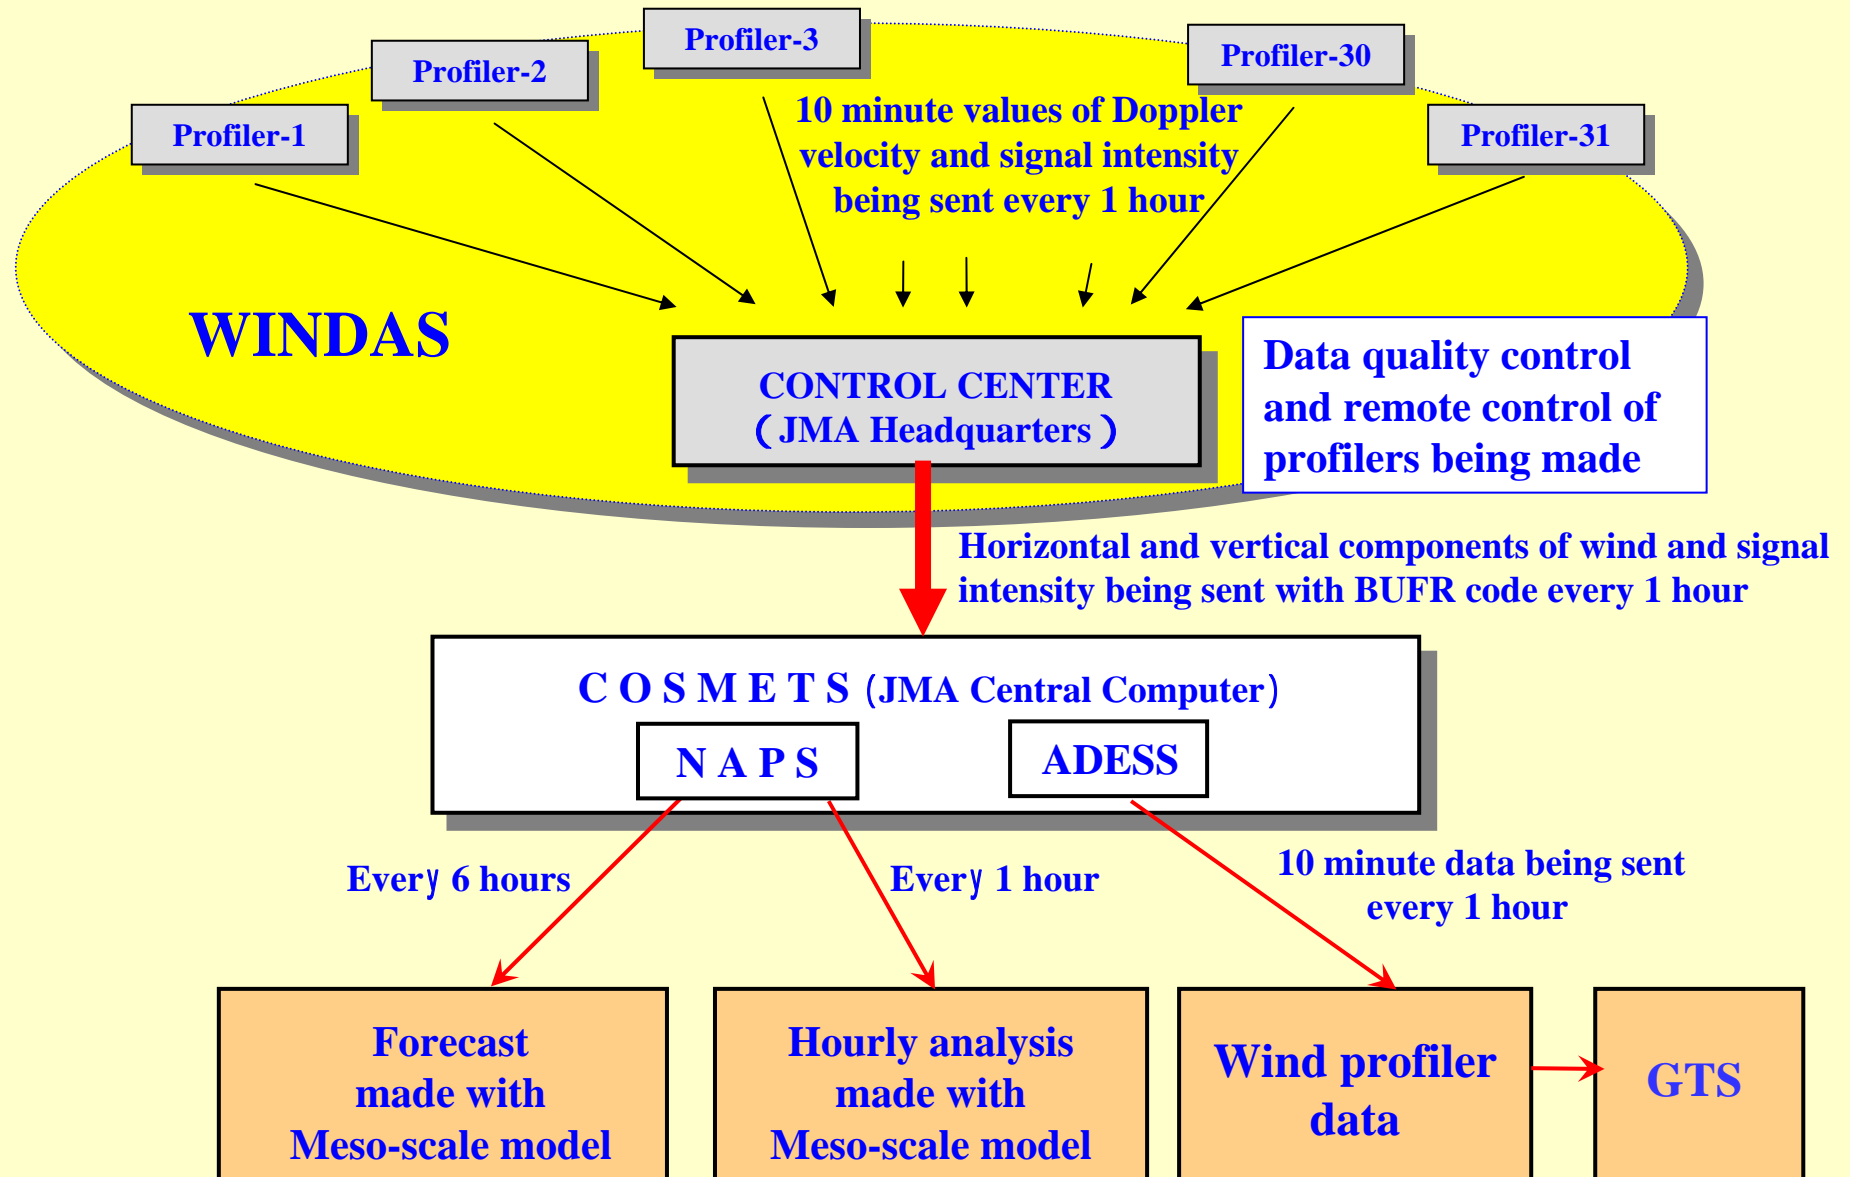 Profiler-1
Profiler-2
Profiler-3
Profiler-30
Profiler-31
10 minute values of Doppler
velocity and signal intensity
being sent every 1 hour
WINDAS
CONTROL CENTER
(JMA Headquarters)
Data quality control
and remote control of
profilers being made
Horizontal and vertical components of wind and signal
intensity being sent with BUFR code every 1 hour
C O S M E T S (JMA Central Computer)
N A P S
ADESS
Every 6 hours
Every 1 hour
10 minute data being sent
every 1 hour
Forecast
made with
Meso-scale model
Hourly analysis
made with
Meso-scale model
Wind profiler
data
GTS